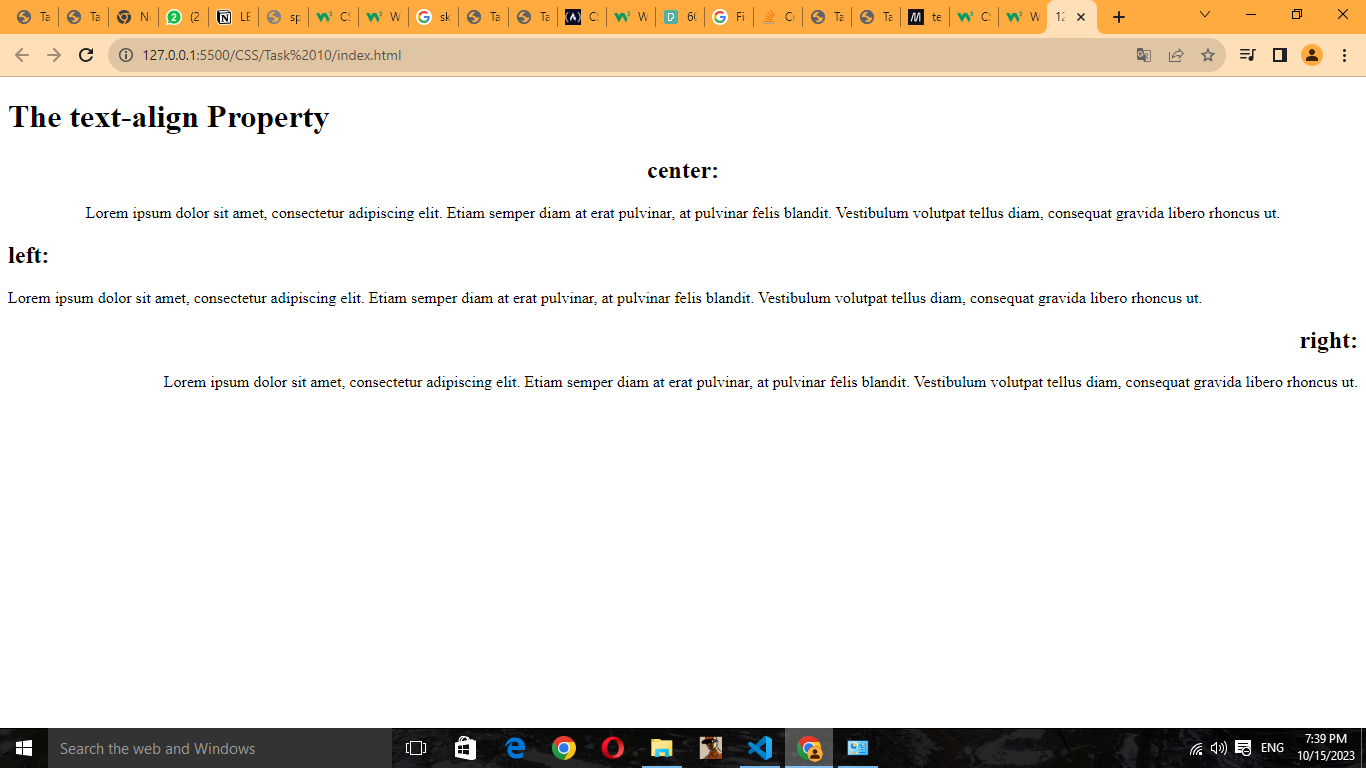 Ta Ta N (2 LE sp CS W sk Ta Ta C W 60 Fi Cr Ta Ta te CS W 12
127.0.0.1:5500/CSS/Task%2010/index.html
The text-align Property
center:
Lorem ipsum dolor sit amet, consectetur adipiscing elit. Etiam semper diam at erat pulvinar, at pulvinar felis blandit. Vestibulum volutpat tellus diam, consequat gravida libero rhoncus ut.
left:
Lorem ipsum dolor sit amet, consectetur adipiscing elit. Etiam semper diam at erat pulvinar, at pulvinar felis blandit. Vestibulum volutpat tellus diam, consequat gravida libero rhoncus ut.
right:
Lorem ipsum dolor sit amet, consectetur adipiscing elit. Etiam semper diam at erat pulvinar, at pulvinar felis blandit. Vestibulum volutpat tellus diam, consequat gravida libero rhoncus ut.
Search the web and Windows
ENG
7:39 PM
10/15/2023